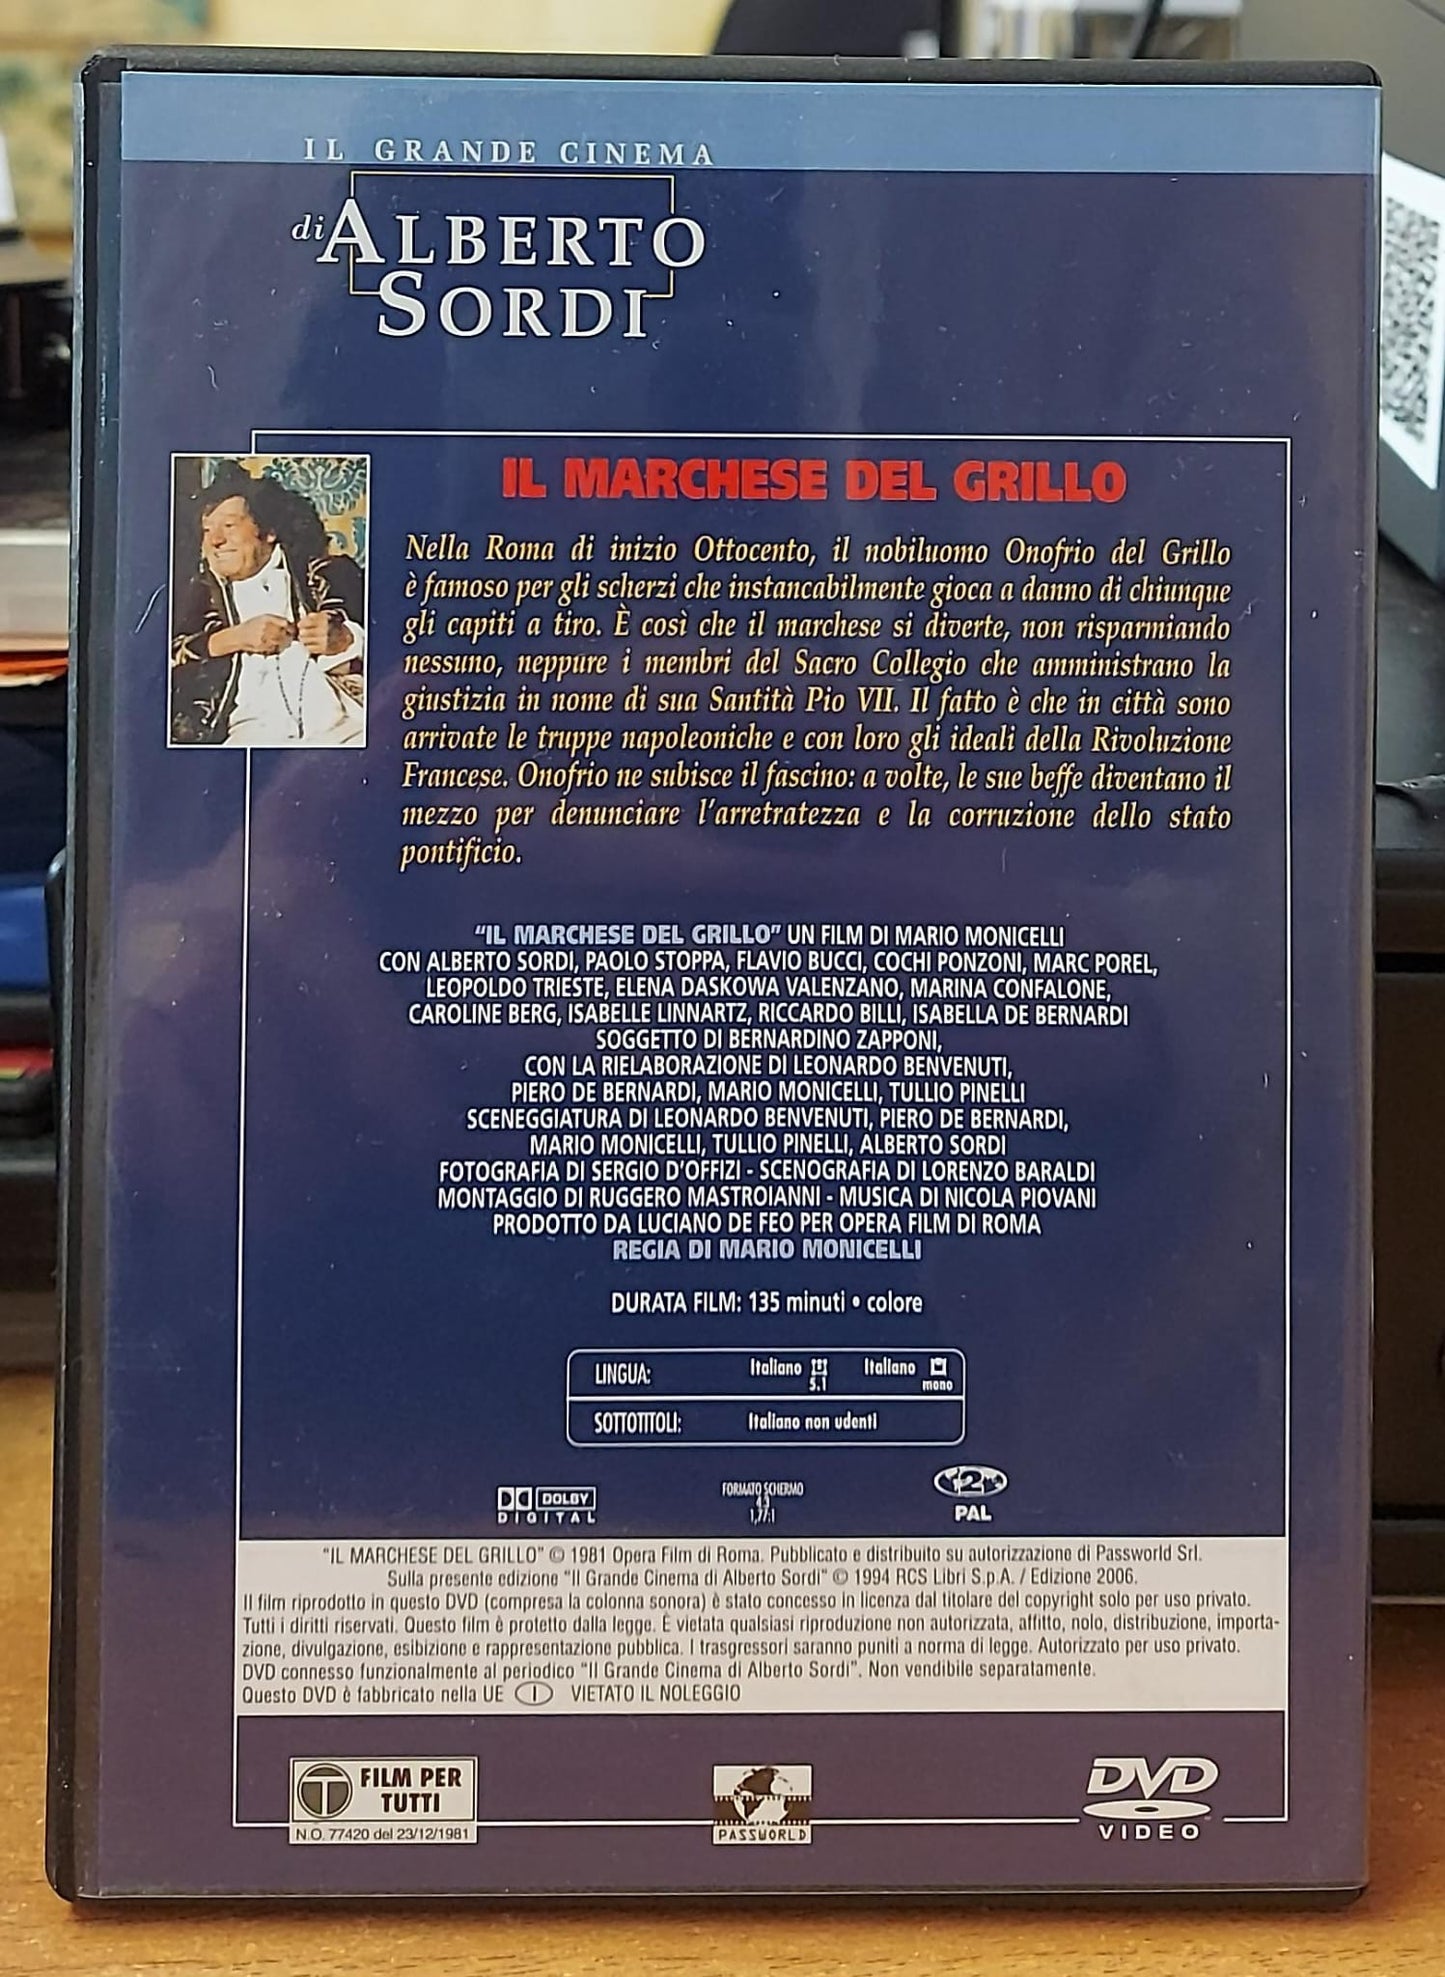 IL GRANDE CINEMA
di ALBERTO
SORDI
IL MARCHESE DEL GRILLO
Nella Roma di inizio Ottocento, il nobiluomo Onofrio del Grillo
è famoso per gli scherzi che instancabilmente gioca a danno di chiunque
gli capiti a tiro. È così che il marchese si diverte, non risparmiando
nessuno, neppure i membri del Sacro Collegio che amministrano la
giustizia in nome di sua Santità Pio VII. Il fatto è che in città sono
arrivate le truppe napoleoniche e con loro gli ideali della Rivoluzione
Francese. Onofrio ne subisce il fascino: a volte, le sue beffe diventano il
mezzo per denunciare l'arretratezza e la corruzione dello stato
pontificio.
"IL MARCHESE DEL GRILLO" UN FILM DI MARIO MONICELLI
CON ALBERTO SORDI, PAOLO STOPPA, FLAVIO BUCCI, COCHI PONZONI, MARC POREL,
LEOPOLDO TRIESTE, ELENA DASKOWA VALENZANO, MARINA CONFALONE,
CAROLINE BERG, ISABELLE LINNARTZ, RICCARDO BILLI, ISABELLA DE BERNARDI
SOGGETTO DI BERNARDINO ZAPPONI,
CON LA RIELABORAZIONE DI LEONARDO BENVENUTI,
PIERO DE BERNARDI, MARIO MONICELLI, TULLIO PINELLI
SCENEGGIATURA DI LEONARDO BENVENUTI, PIERO DE BERNARDI,
MARIO MONICELLI, TULLIO PINELLI, ALBERTO SORDI
FOTOGRAFIA DI SERGIO D'OFFIZI - SCENOGRAFIA DI LORENZO BARALDI
MONTAGGIO DI RUGGERO MASTROIANNI - MUSICA DI NICOLA PIOVANI
PRODOTTO DA LUCIANO DE FEO PER OPERA FILM DI ROMA
REGIA DI MARIO MONICELLI
DURATA FILM: 135 minuti • colore
LINGUA: Italiano 5.1 Italiano mono
SOTTOTITOLI: Italiano non udenti
DOLBY
DIGITAL
FORMATO SCHERMO
4:3
1,77:1
2
PAL
"IL MARCHESE DEL GRILLO" © 1981 Opera Film di Roma. Pubblicato e distribuito su autorizzazione di Passworld Srl.
Sulla presente edizione "Il Grande Cinema di Alberto Sordi" © 1994 RCS Libri S.p.A. / Edizione 2006.
Il film riprodotto in questo DVD (compresa la colonna sonora) è stato concesso in licenza dal titolare del copyright solo per uso privato.
Tutti i diritti riservati. Questo film è protetto dalla legge. È vietata qualsiasi riproduzione non autorizzata, affitto, nolo, distribuzione, importa-
zione, divulgazione, esibizione e rappresentazione pubblica. I trasgressori saranno puniti a norma di legge. Autorizzato per uso privato.
DVD connesso funzionalmente al periodico "Il Grande Cinema di Alberto Sordi". Non vendibile separatamente.
Questo DVD è fabbricato nella UE I VIETATO IL NOLEGGIO
T FILM PER
TUTTI
N.O. 77420 del 23/12/1981
PASSWORLD
DVD
VIDEO